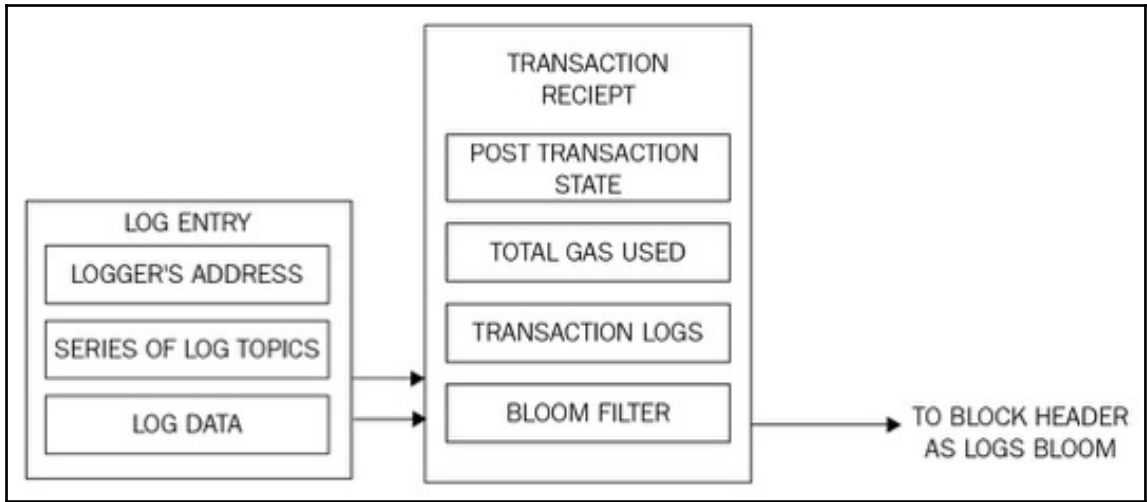 TRANSACTION
RECIEPT
POST TRANSACTION
STATE
LOG ENTRY
LOGGER'S ADDRESS
TOTAL GAS USED
SERIES OF LOG TOPICS
TRANSACTION LOGS
LOG DATA
BLOOM FILTER
TO BLOCK HEADER
AS LOGS BLOOM